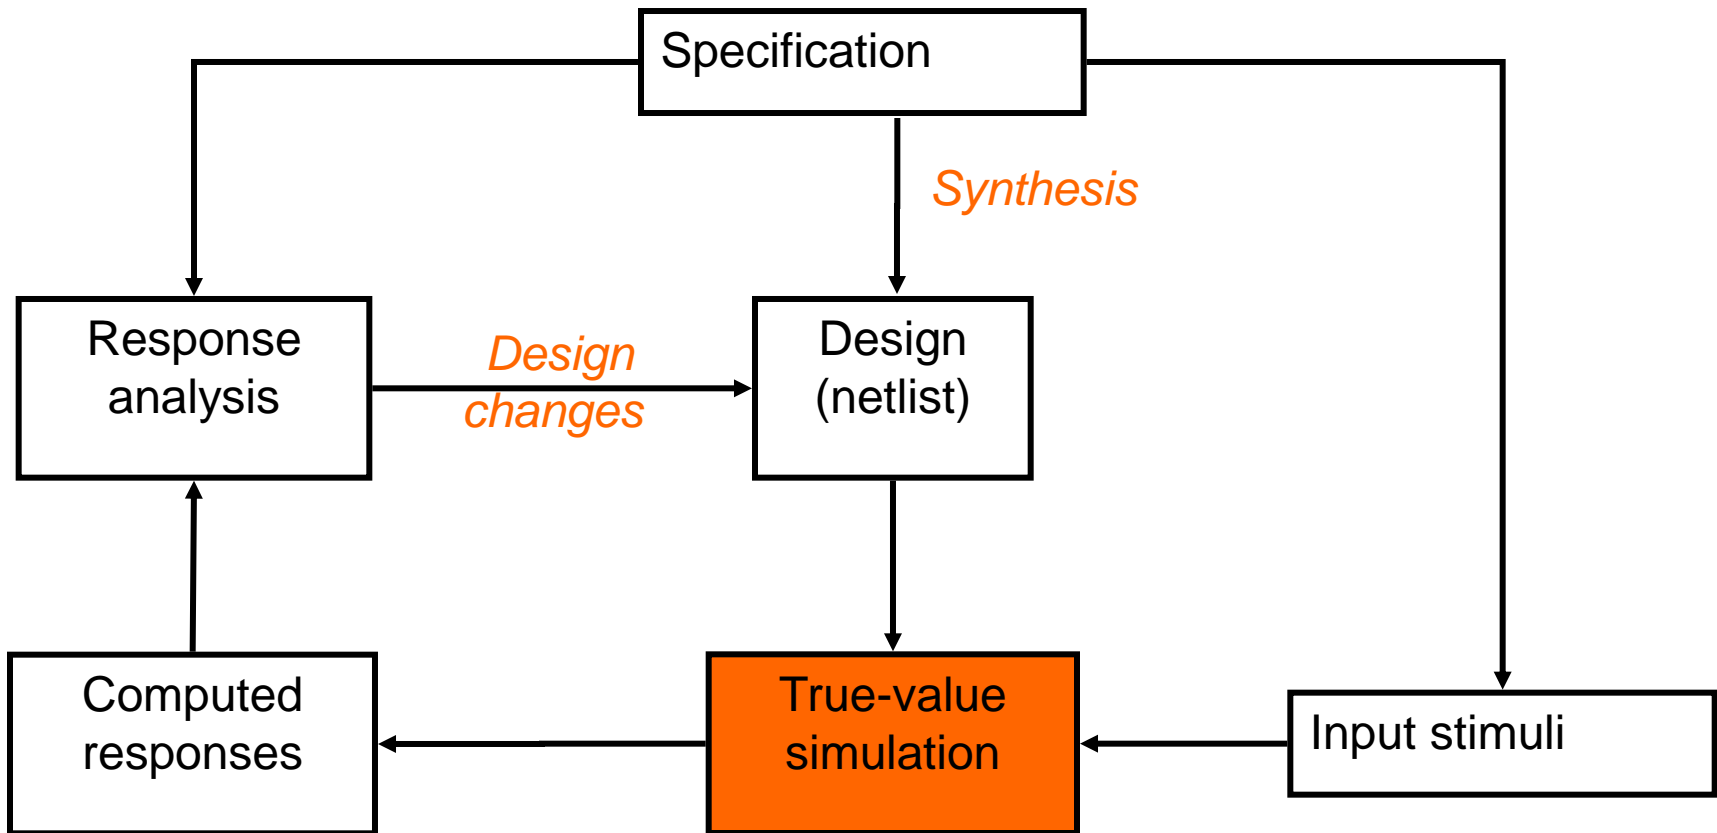 Specification
Synthesis
Response
analysis
Design
changes
Design
(netlist)
Computed
responses
True-value
simulation
Input stimuli